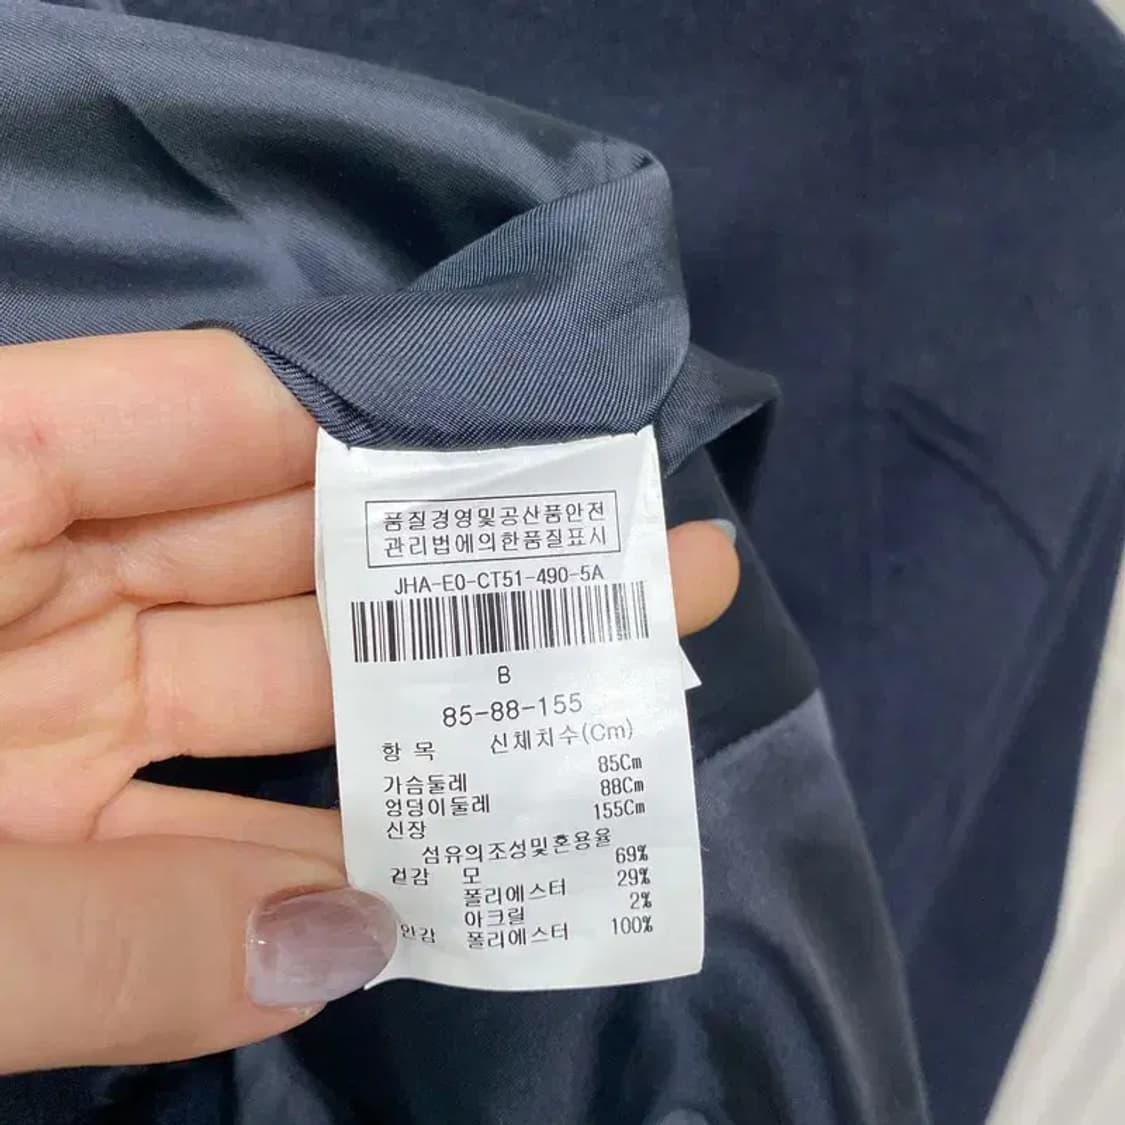 품질경영및공산품안전
관리법에의한품질표시
JHA-E0-CT51-490-5A
B
85-88-155
항 목 신체치수(Cm)
가슴둘레 85Cm
엉덩이둘레 88Cm
신장 155Cm
섬유의조성및혼용율
겉감 모 69%
폴리에스터 29%
아크릴 2%
안감 폴리에스터 100%